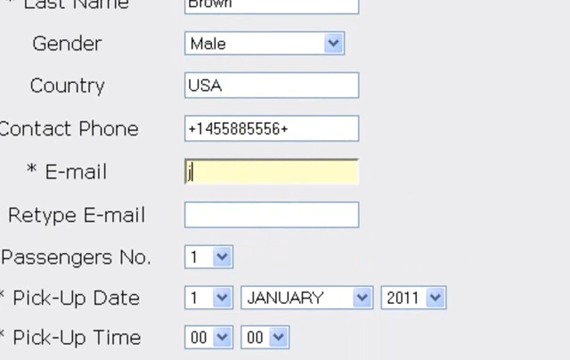 * Last Name Brown
Gender Male
Country USA
Contact Phone +1455885556+
* E-mail j
Retype E-mail
Passengers No. 1
* Pick-Up Date 1 JANUARY 2011
* Pick-Up Time 00 00